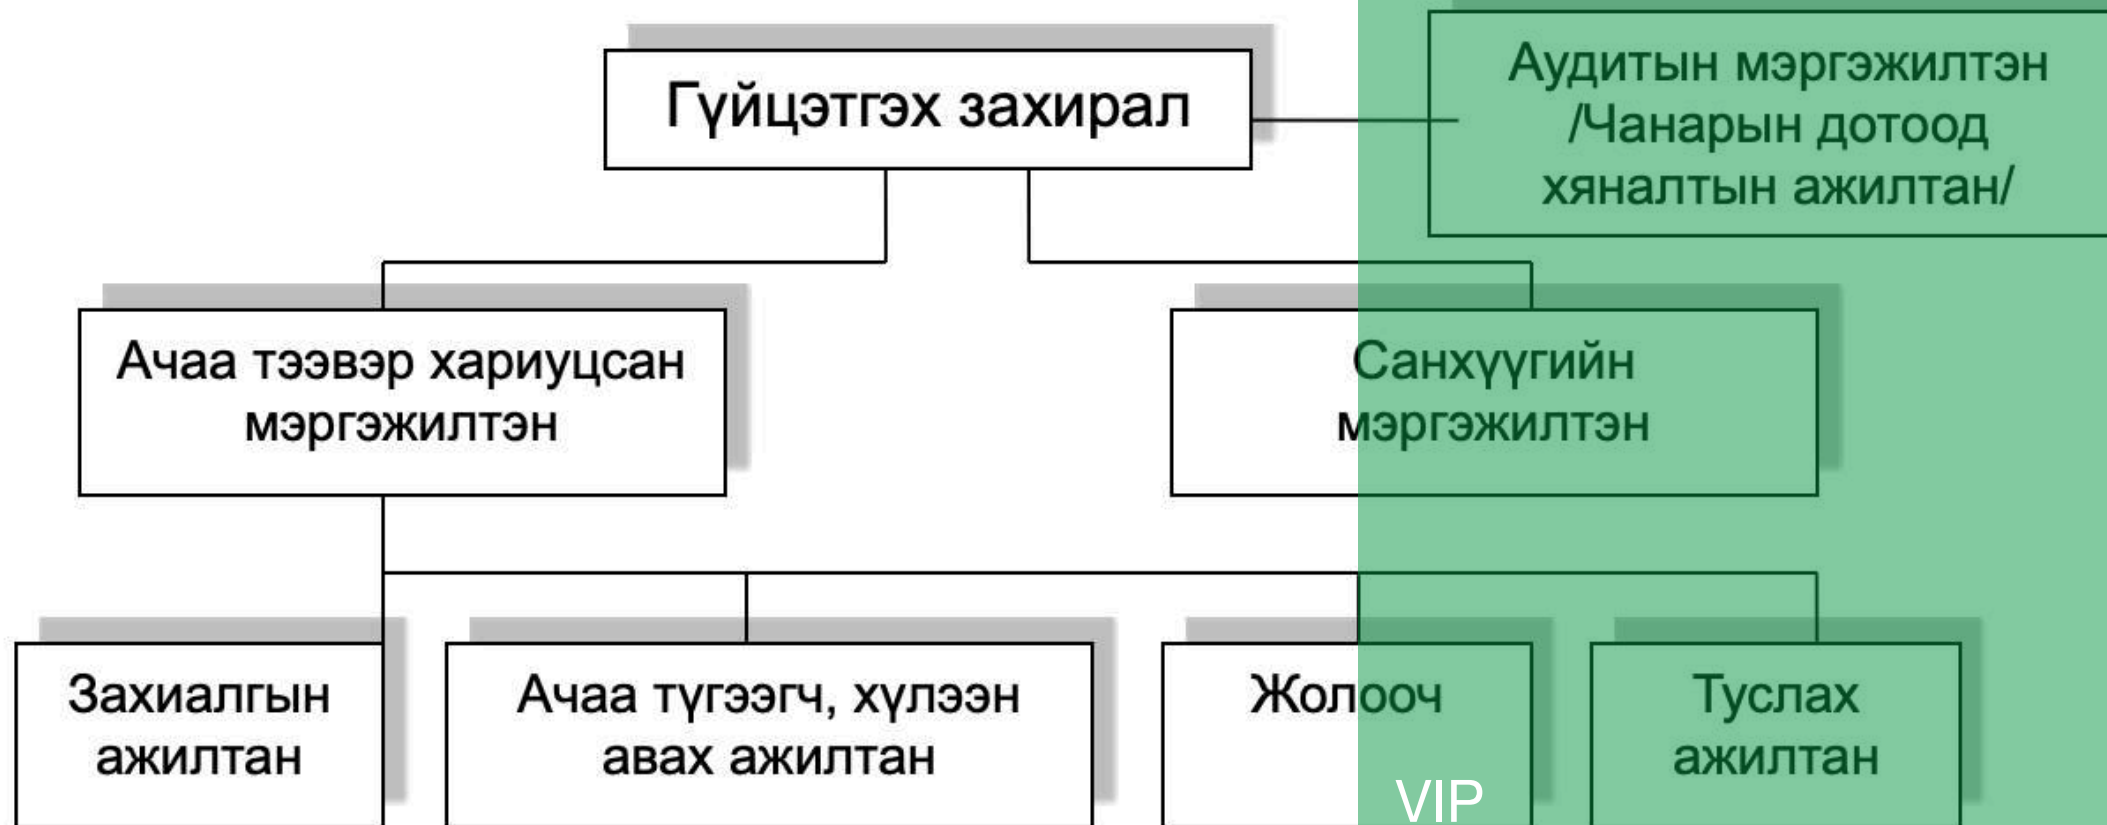 Гүйцэтгэх захирал
Аудитын мэргэжилтэн
/Чанарын дотоод
хяналтын ажилтан/
Ачаа тээвэр хариуцсан
мэргэжилтэн
Санхүүгийн
мэргэжилтэн
Захиалгын
ажилтан
Ачаа түгээгч, хүлээн
авах ажилтан
Жолооч
Туслах
ажилтан
VIP